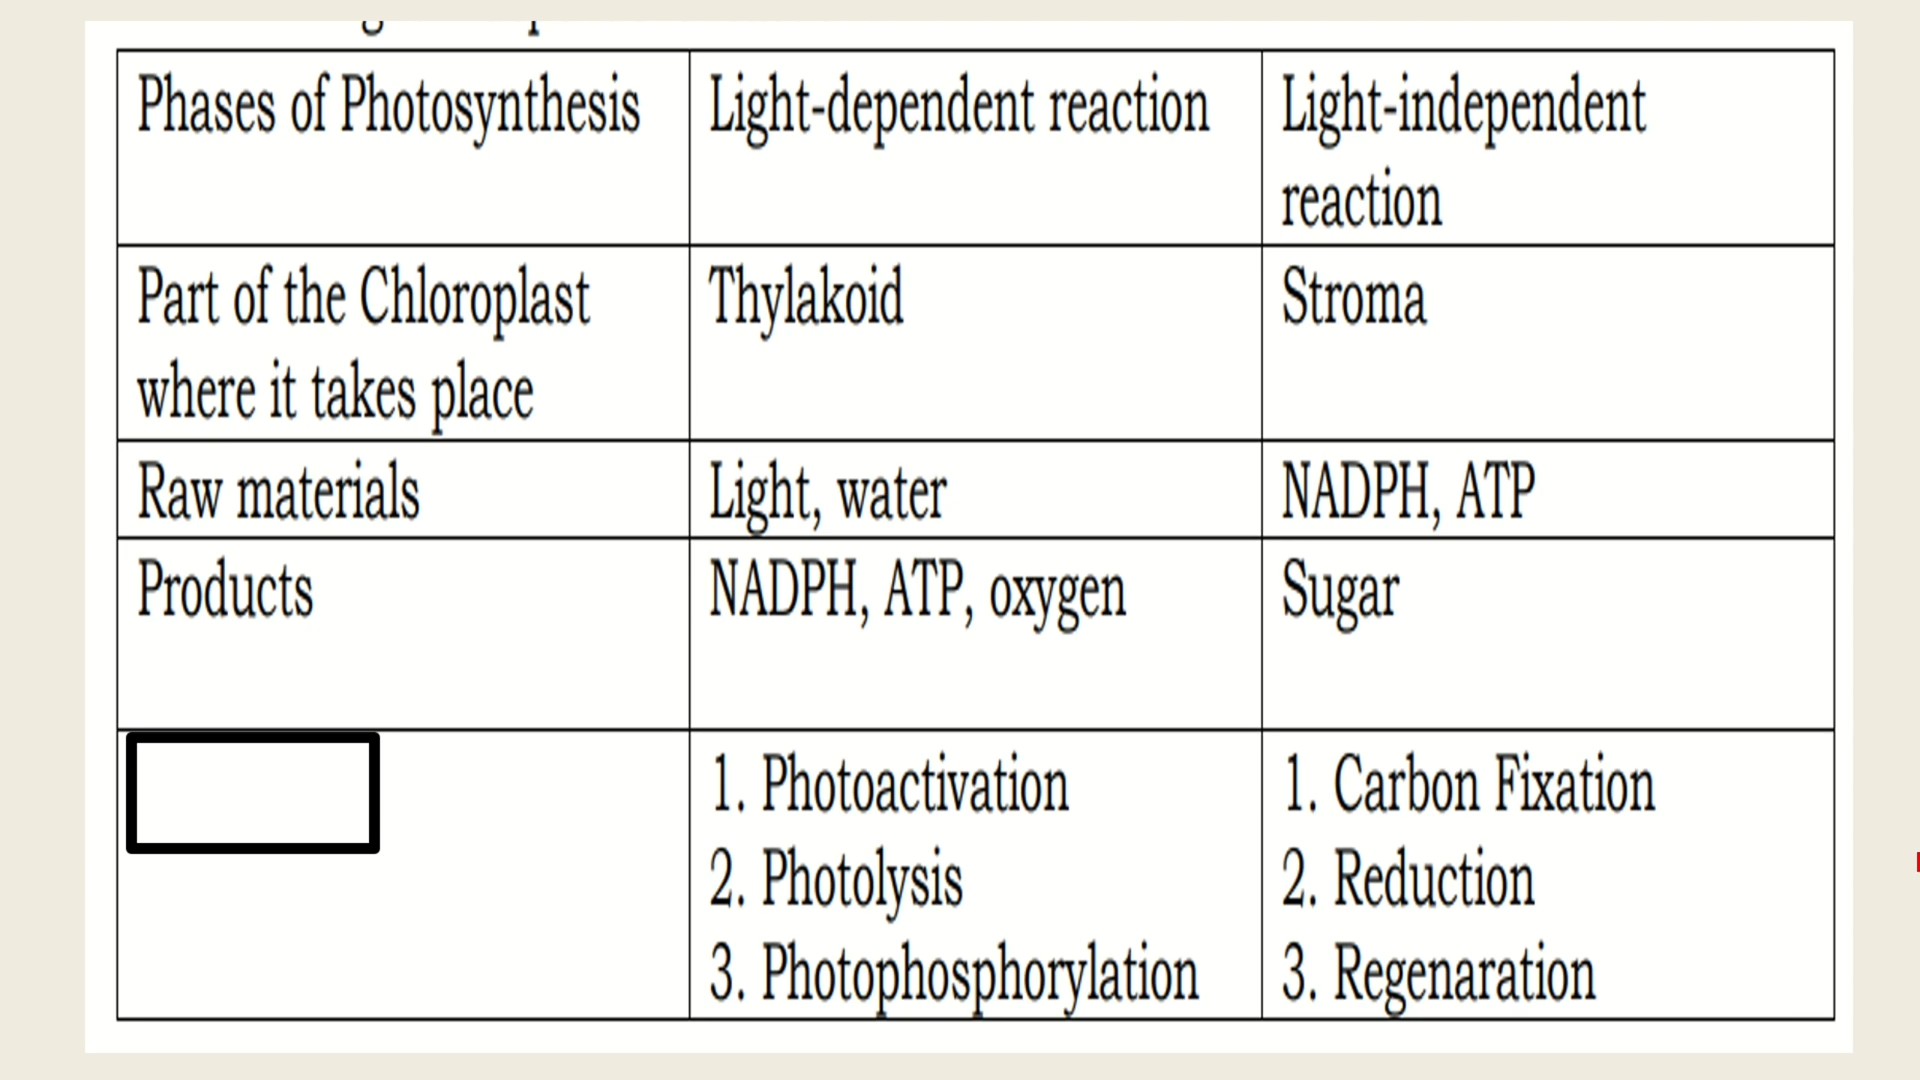 Phases of Photosynthesis
Light-dependent reaction
Light-independent
reaction
Part of the Chloroplast
where it takes place
Thylakoid
Stroma
Raw materials
Light, water
NADPH, ATP
Products
NADPH, ATP, oxygen
Sugar
1. Photoactivation
2. Photolysis
3. Photophosphorylation
1. Carbon Fixation
2. Reduction
3. Regenaration